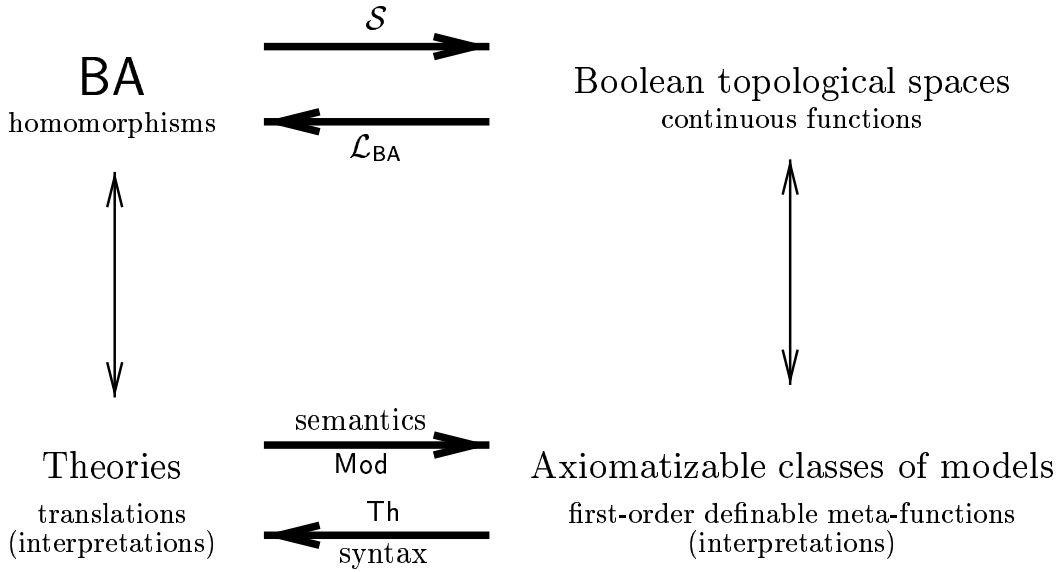 𝒮
BA
homomorphisms
Boolean topological spaces
continuous functions
ℒ_BA
semantics
Mod
Theories
translations
(interpretations)
Axiomatizable classes of models
first-order definable meta-functions
(interpretations)
Th
syntax